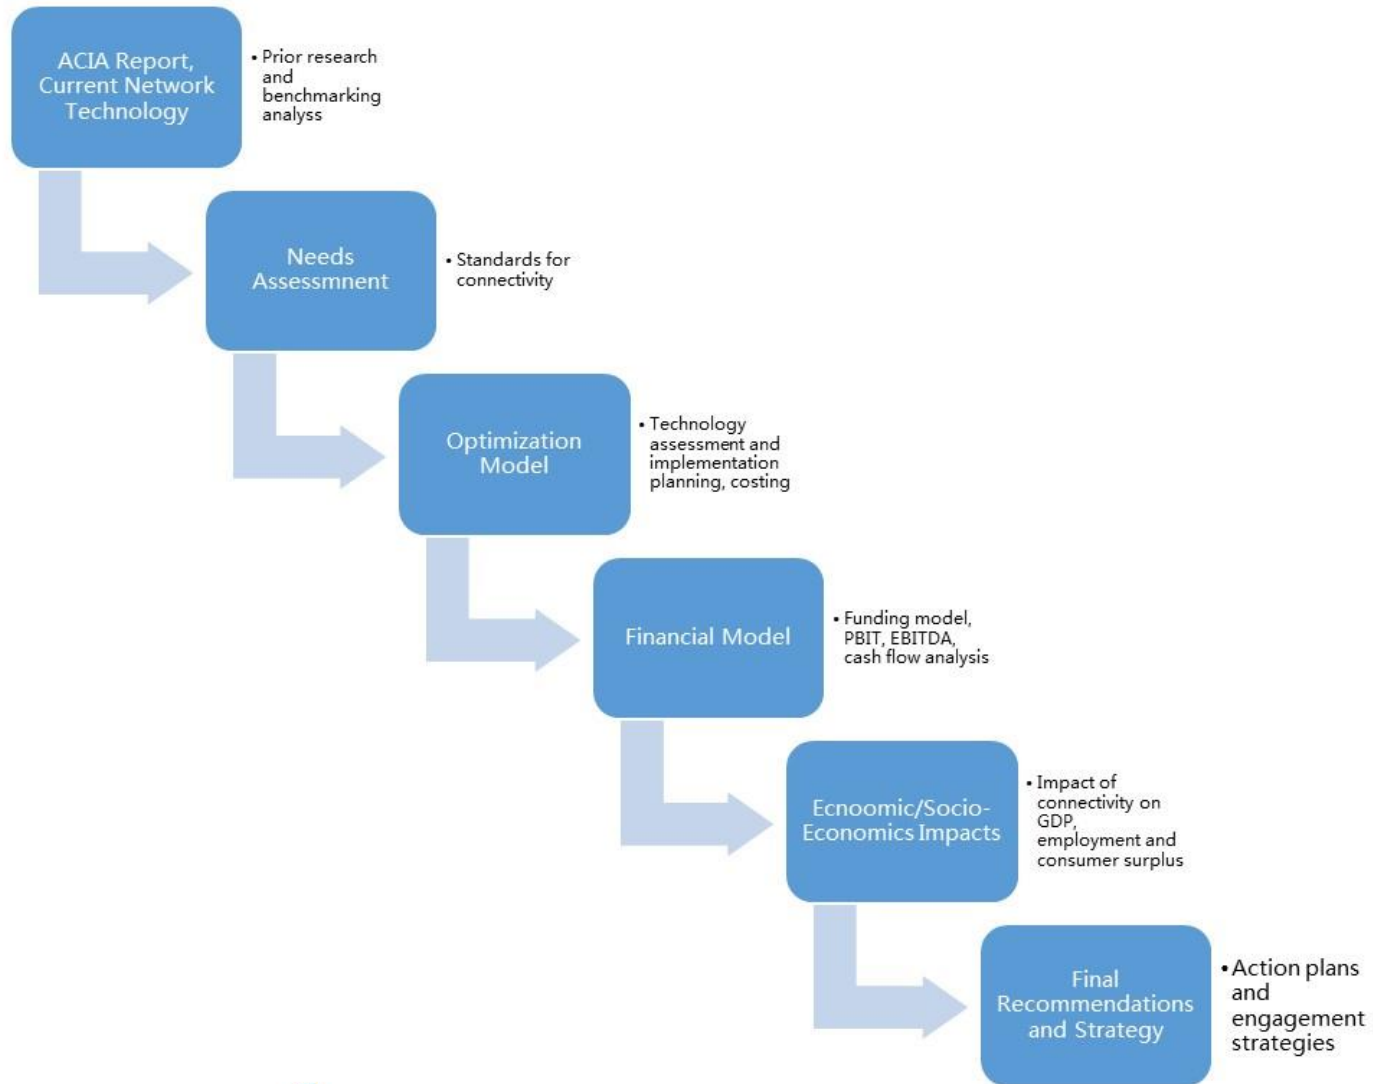 ACIA Report,
Current Network
Technology
• Prior research
and
benchmarking
analyss
Needs
Assessmnent
• Standards for
connectivity
Optimization
Model
• Technology
assessment and
implementation
planning, costing
Financial Model
• Funding model,
PBIT, EBITDA,
cash flow analysis
Ecnoomic/Socio-
Economics Impacts
• Impact of
connectivity on
GDP,
employment and
consumer surplus
Final
Recommendations
and Strategy
• Action plans
and
engagement
strategies